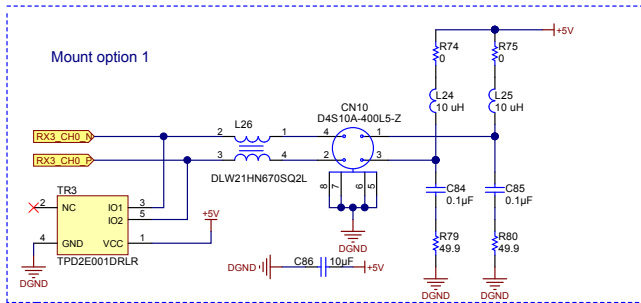 Mount option 1
R74
0
R75
0
+5V
L24
10 uH
L25
10 uH
CN10
D4S10A-400L5-Z
L26
RX3_CH0_N
2
1
4
1
RX3_CH0_P
3
4
2
3
DLW21HN670SQ2L
8
7
6
5
C84
0.1µF
C85
0.1µF
TR3
2
NC
IO1
3
IO2
5
+5V
4
GND
VCC
1
TPD2E001DRLR
DGND
DGND
R79
49.9
R80
49.9
C86
10µF
DGND
+5V
DGND
DGND